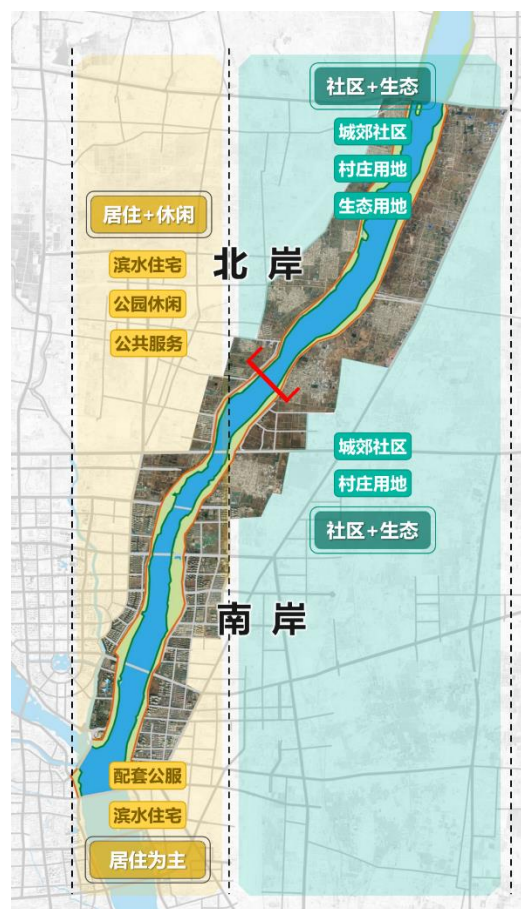 社区+生态
城郊社区
村庄用地
生态用地
居住+休闲
滨水住宅
公园休闲
公共服务
北岸
城郊社区
村庄用地
社区+生态
南岸
配套公服
滨水住宅
居住为主